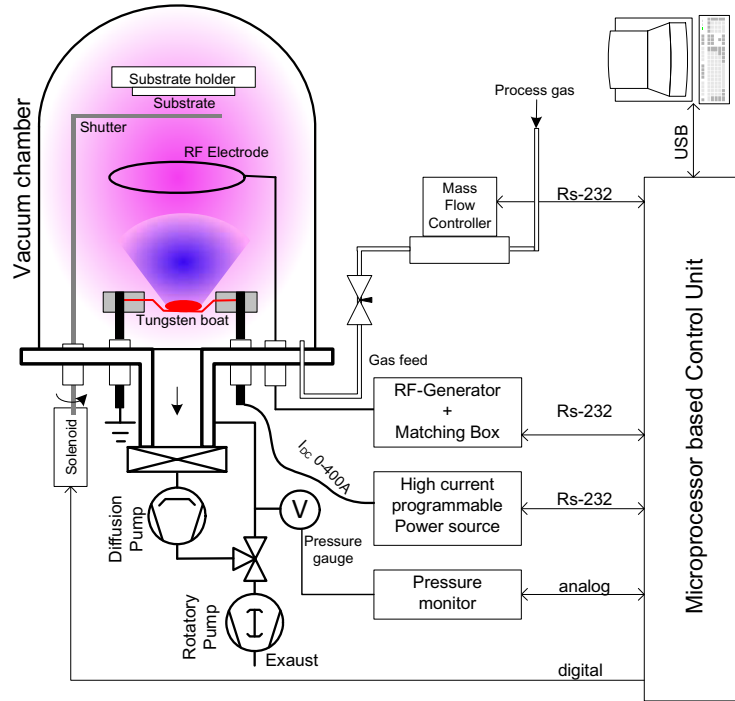 Substrate holder
Substrate
Shutter
RF Electrode
Vacuum chamber
Tungsten boat
Process gas
Mass
Flow
Controller
Rs-232
USB
Microprocessor based Control Unit
Gas feed
RF-Generator
+
Matching Box
Rs-232
Solenoid
I_DC 0-400A
High current
programmable
Power source
Rs-232
Diffusion
Pump
V
Pressure
gauge
Pressure
monitor
analog
Rotatory
Pump
Exaust
digital